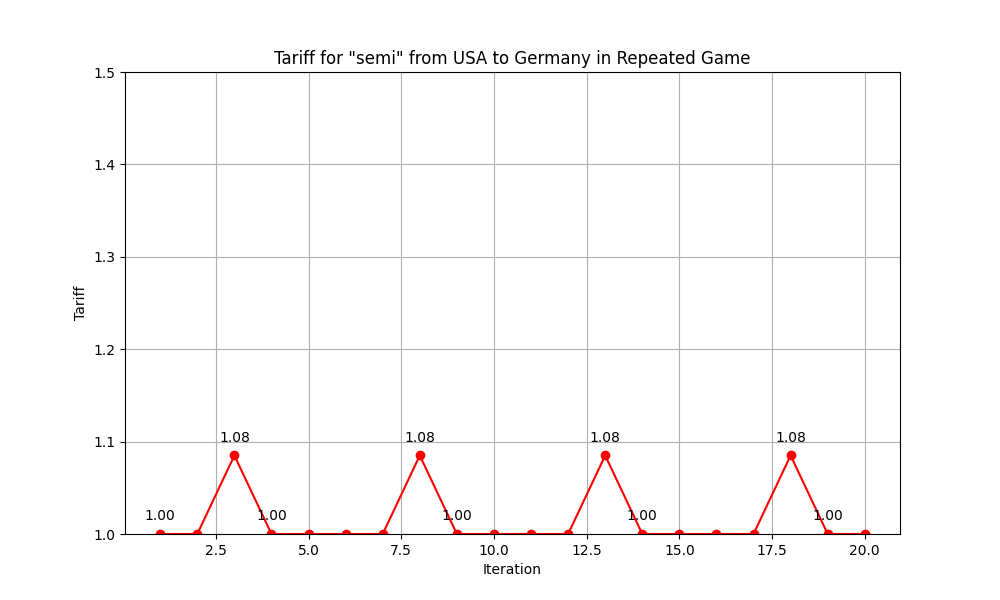 Tariff for "semi" from USA to Germany in Repeated Game
1.5
1.4
1.3
1.2
1.1
1.0
Tariff
1.08 1.08 1.08 1.08
1.00 1.00 1.00 1.00 1.00
2.5 5.0 7.5 10.0 12.5 15.0 17.5 20.0
Iteration